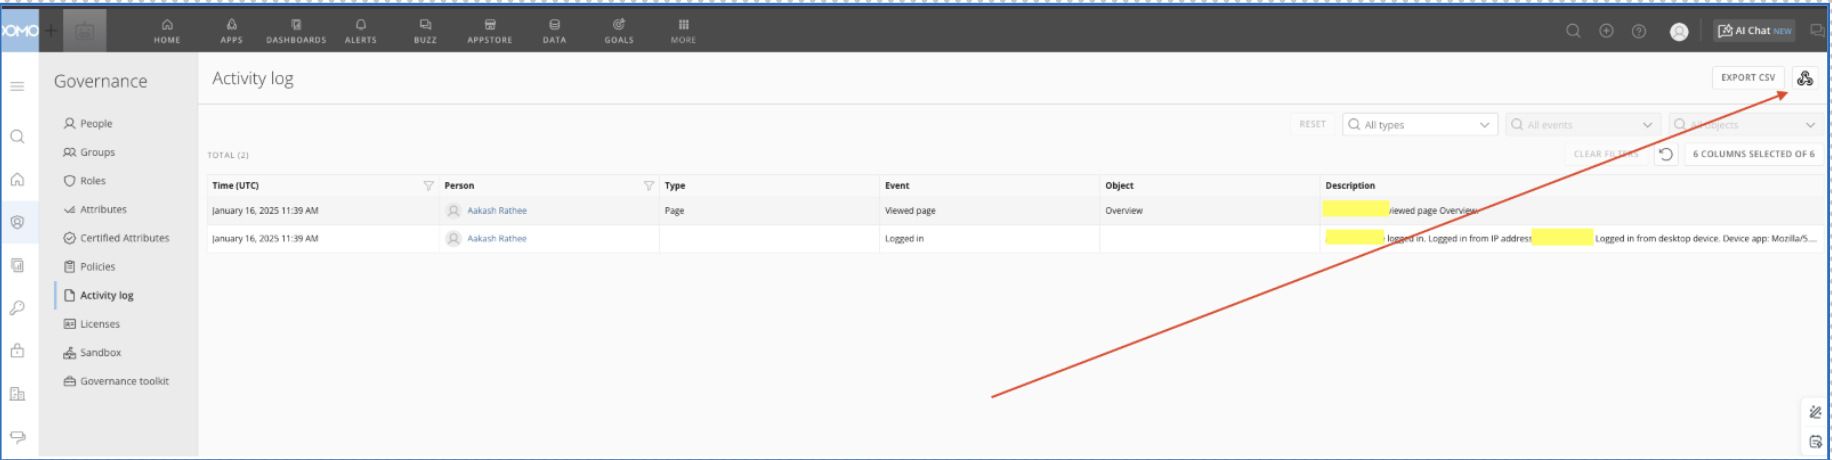 DOMO
HOME APPS DASHBOARDS ALERTS BUZZ APPSTORE DATA GOALS MORE
AI Chat NEW
Governance
People
Groups
Roles
Attributes
Certified Attributes
Policies
Activity log
Licenses
Sandbox
Governance toolkit
Activity log
EXPORT CSV
RESET All types All events All objects
TOTAL (2)
CLEAR FILTERS 6 COLUMNS SELECTED OF 6
Time (UTC) Person Type Event Object Description
January 16, 2025 11:39 AM Aakash Rathee Page Viewed page Overview viewed page Overview.
January 16, 2025 11:39 AM Aakash Rathee Logged in logged in. Logged in from IP address Logged in from desktop device. Device app: Mozilla/5....